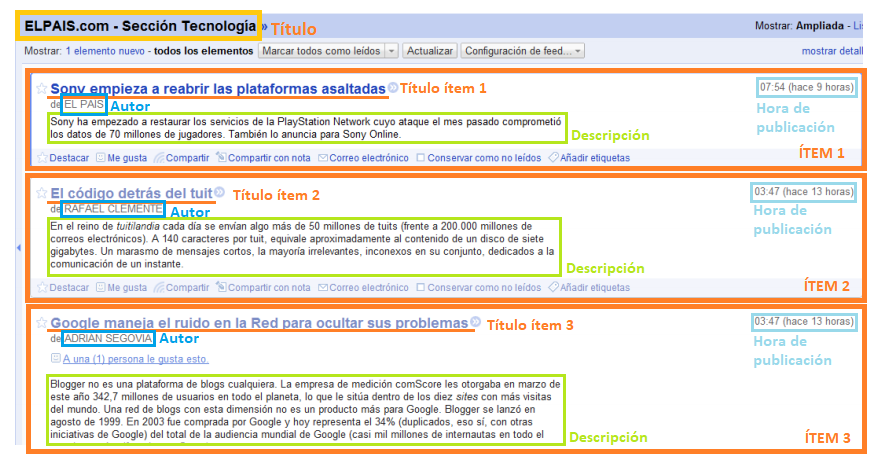 ELPAIS.com - Sección Tecnología » Título Mostrar: Ampliada - Lis
Mostrar: 1 elemento nuevo - todos los elementos Marcar todos como leídos Actualizar Configuración de feed... mostrar detall
Sony empieza a reabrir las plataformas asaltadas Título ítem 1 07:54 (hace 9 horas)
de EL PAÍS Autor
Hora de
publicación
Sony ha empezado a restaurar los servicios de la PlayStation Network cuyo ataque el mes pasado comprometió
los datos de 70 millones de jugadores. También lo anuncia para Sony Online.
Descripción
ÍTEM 1
Destacar Me gusta Compartir Compartir con nota Correo electrónico Conservar como no leídos Añadir etiquetas
El código detrás del tuit Título ítem 2 03:47 (hace 13 horas)
de RAFAEL CLEMENTE Autor
Hora de
publicación
En el reino de tuitilandia cada día se envían algo más de 50 millones de tuits (frente a 200.000 millones de
correos electrónicos). A 140 caracteres por tuit, equivale aproximadamente al contenido de un disco de siete
gigabytes. Un marasmo de mensajes cortos, la mayoría irrelevantes, inconexos en su conjunto, dedicados a la
comunicación de un instante.
Descripción
Destacar Me gusta Compartir Compartir con nota Correo electrónico Conservar como no leídos Añadir etiquetas ÍTEM 2
Google maneja el ruido en la Red para ocultar sus problemas Título ítem 3 03:47 (hace 13 horas)
de ADRIAN SEGOVIA Autor
Hora de
publicación
A una (1) persona le gusta esto.
Blogger no es una plataforma de blogs cualquiera. La empresa de medición comScore les otorgaba en marzo de
este año 342,7 millones de usuarios en todo el planeta, lo que le sitúa dentro de los diez sites con más visitas
del mundo. Una red de blogs con esta dimensión no es un producto más para Google. Blogger se lanzó en
agosto de 1999. En 2003 fue comprada por Google y hoy representa el 34% (duplicados, eso sí, con otras
iniciativas de Google) del total de la audiencia mundial de Google (casi mil millones de internautas en todo el
Descripción
ÍTEM 3